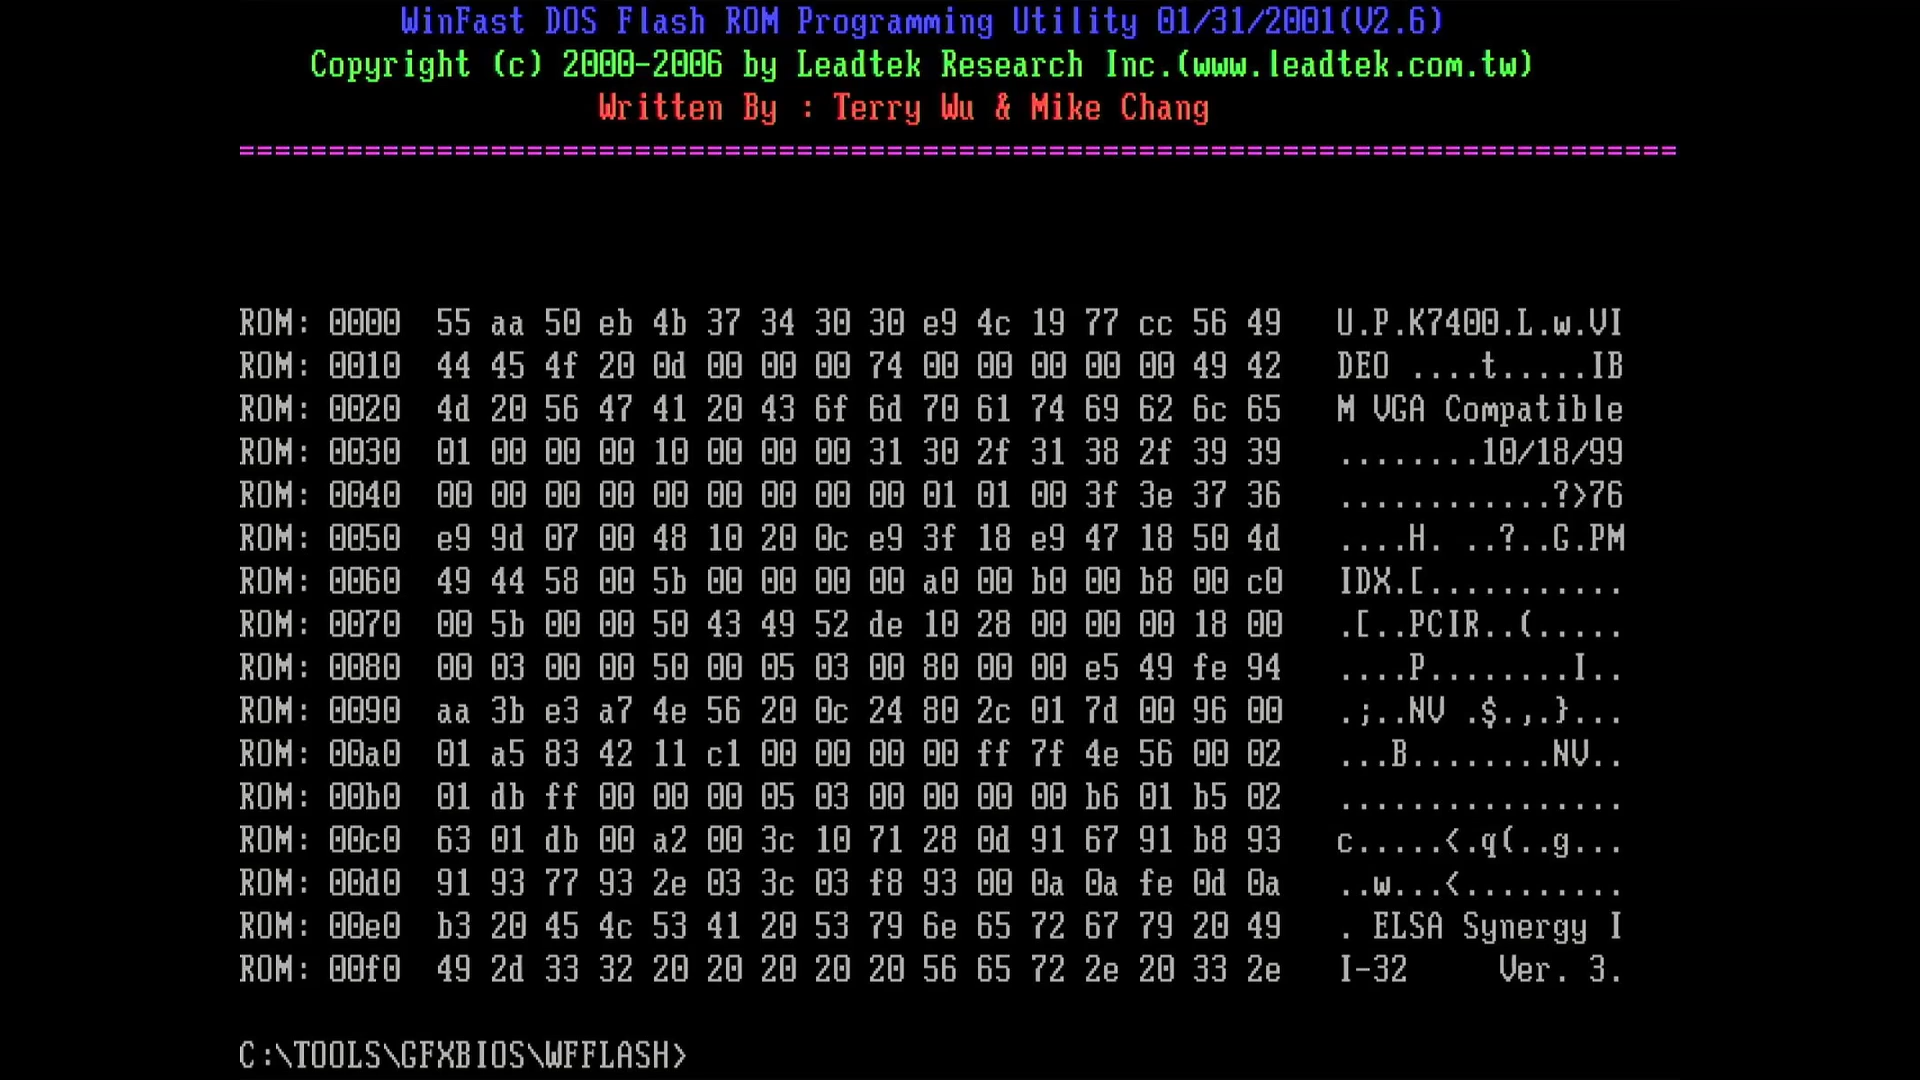 WinFast DOS Flash ROM Programming Utility 01/31/2001(V2.6)
Copyright (c) 2000-2006 by Leadtek Research Inc.(www.leadtek.com.tw)
Written By : Terry Wu & Mike Chang
================================================================================
ROM: 0000  55 aa 50 eb 4b 37 34 30 30 e9 4c 19 77 cc 56 49   U.P.K7400.L.w.VI
ROM: 0010  44 45 4f 20 0d 00 00 00 74 00 00 00 00 00 49 42   DEO ....t.....IB
ROM: 0020  4d 20 56 47 41 20 43 6f 6d 70 61 74 69 62 6c 65   M VGA Compatible
ROM: 0030  01 00 00 00 10 00 00 00 31 30 2f 31 38 2f 39 39   ........10/18/99
ROM: 0040  00 00 00 00 00 00 00 00 00 01 01 00 3f 3e 37 36   ............?>76
ROM: 0050  e9 9d 07 00 48 10 20 0c e9 3f 18 e9 47 18 50 4d   ....H. ..?..G.PM
ROM: 0060  49 44 58 00 5b 00 00 00 00 a0 00 b0 00 b8 00 c0   IDX.[...........
ROM: 0070  00 5b 00 00 50 43 49 52 de 10 28 00 00 00 18 00   .[..PCIR..(.....
ROM: 0080  00 03 00 00 50 00 05 03 00 80 00 00 e5 49 fe 94   ....P........I..
ROM: 0090  aa 3b e3 a7 4e 56 20 0c 24 80 2c 01 7d 00 96 00   .;..NV .$.,.}...
ROM: 00a0  01 a5 83 42 11 c1 00 00 00 00 ff 7f 4e 56 00 02   ...B........NV..
ROM: 00b0  01 db ff 00 00 00 05 03 00 00 00 00 b6 01 b5 02   ................
ROM: 00c0  63 01 db 00 a2 00 3c 10 71 28 0d 91 67 91 b8 93   c.....<.q(..g...
ROM: 00d0  91 93 77 93 2e 03 3c 03 f8 93 00 0a 0a fe 0d 0a   ..w...<.........
ROM: 00e0  b3 20 45 4c 53 41 20 53 79 6e 65 72 67 79 20 49   . ELSA Synergy I
ROM: 00f0  49 2d 33 32 20 20 20 20 20 56 65 72 2e 20 33 2e   I-32     Ver. 3.
C:\TOOLS\GFXBIOS\WFFLASH>